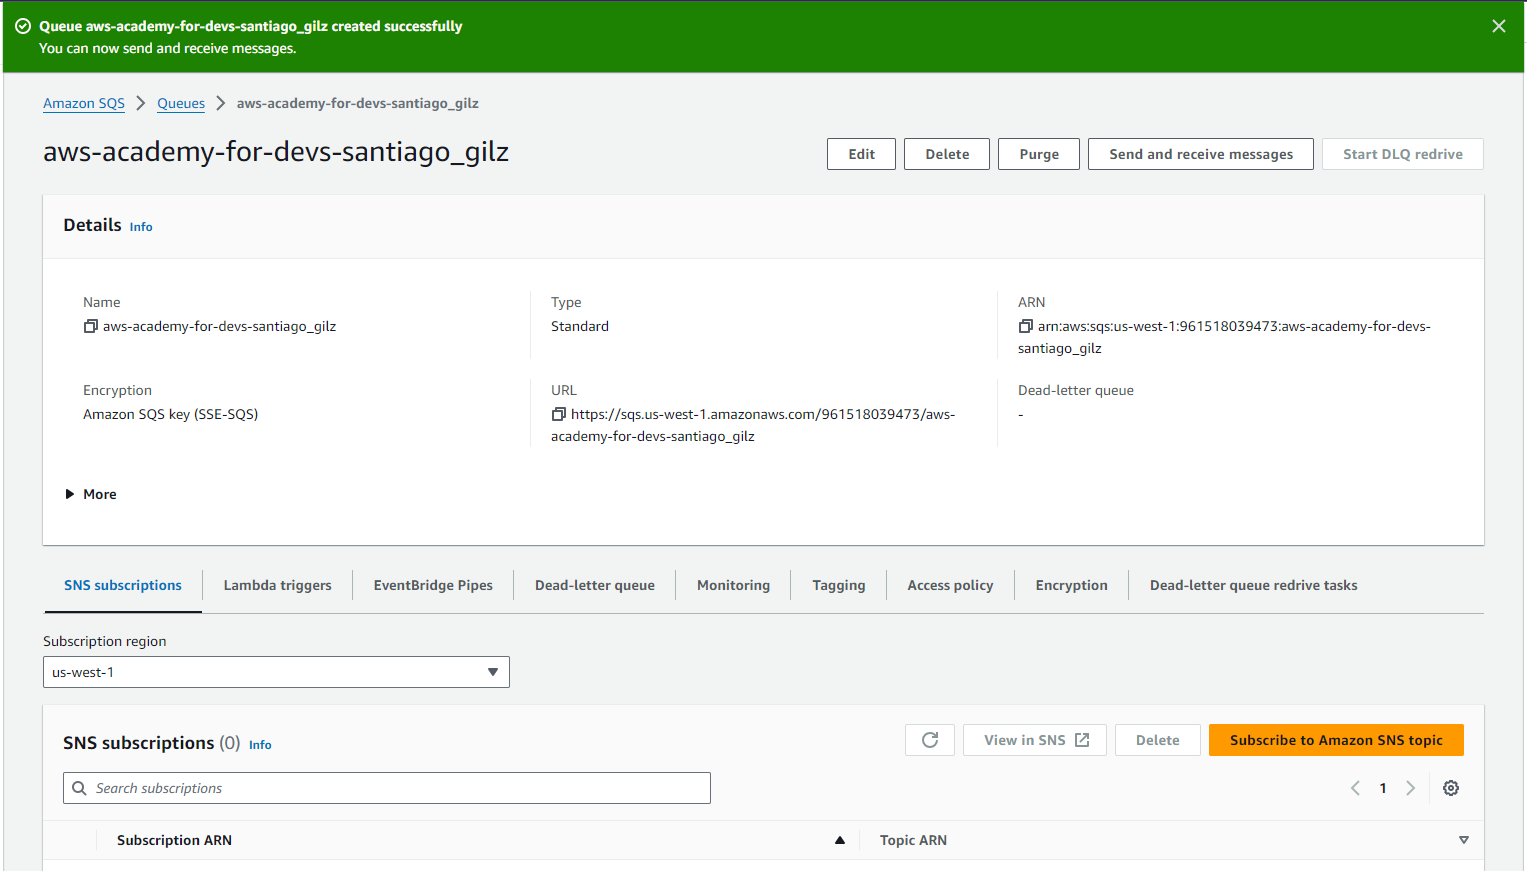 Queue aws-academy-for-devs-santiago_gilz created successfully
You can now send and receive messages.
Amazon SQS
Queues
aws-academy-for-devs-santiago_gilz
aws-academy-for-devs-santiago_gilz
Edit
Delete
Purge
Send and receive messages
Start DLQ redrive
Details Info
Name
aws-academy-for-devs-santiago_gilz
Type
Standard
ARN
arn:aws:sqs:us-west-1:961518039473:aws-academy-for-devs-
santiago_gilz
Encryption
Amazon SQS key (SSE-SQS)
URL
https://sqs.us-west-1.amazonaws.com/961518039473/aws-
academy-for-devs-santiago_gilz
Dead-letter queue
-
More
SNS subscriptions
Lambda triggers
EventBridge Pipes
Dead-letter queue
Monitoring
Tagging
Access policy
Encryption
Dead-letter queue redrive tasks
Subscription region
us-west-1
SNS subscriptions (0) Info
View in SNS
Delete
Subscribe to Amazon SNS topic
Search subscriptions
1
Subscription ARN
Topic ARN